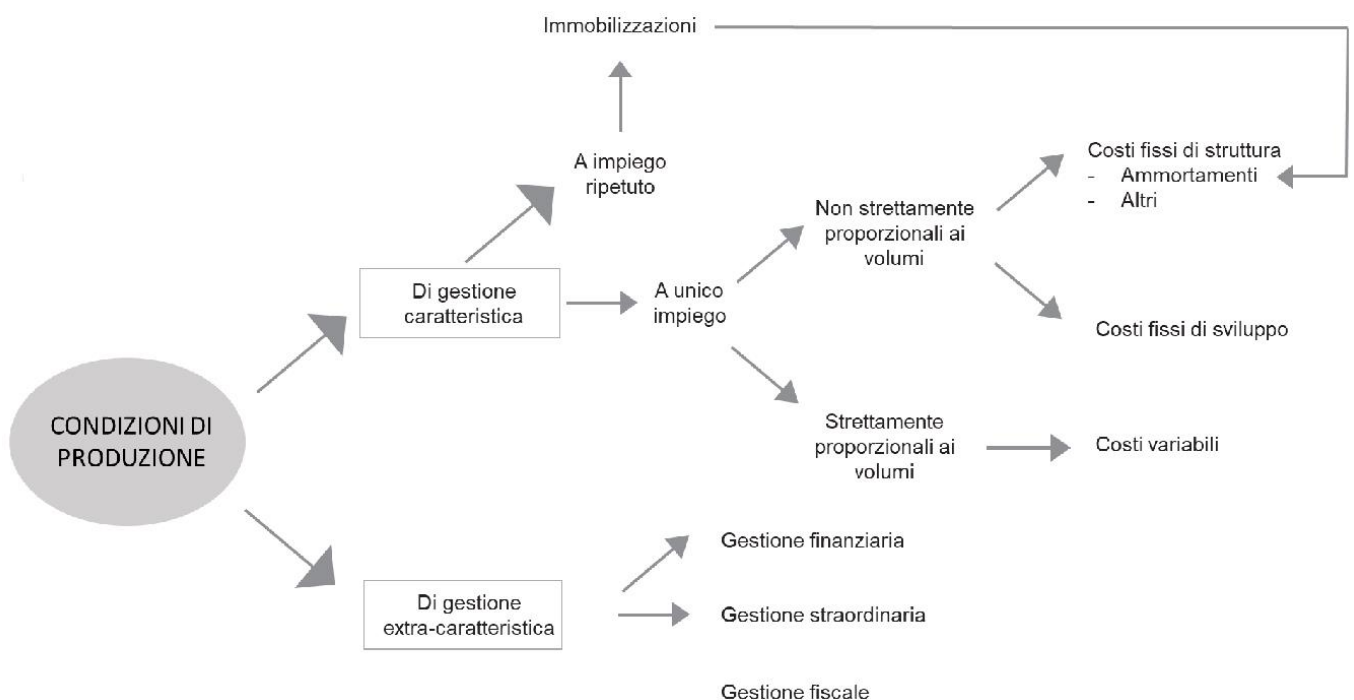 Immobilizzazioni
A impiego
ripetuto
Costi fissi di struttura
- Ammortamenti
- Altri
Non strettamente
proporzionali ai
volumi
Di gestione
caratteristica
A unico
impiego
Costi fissi di sviluppo
CONDIZIONI DI
PRODUZIONE
Strettamente
proporzionali ai
volumi
Costi variabili
Gestione finanziaria
Di gestione
extra-caratteristica
Gestione straordinaria
Gestione fiscale